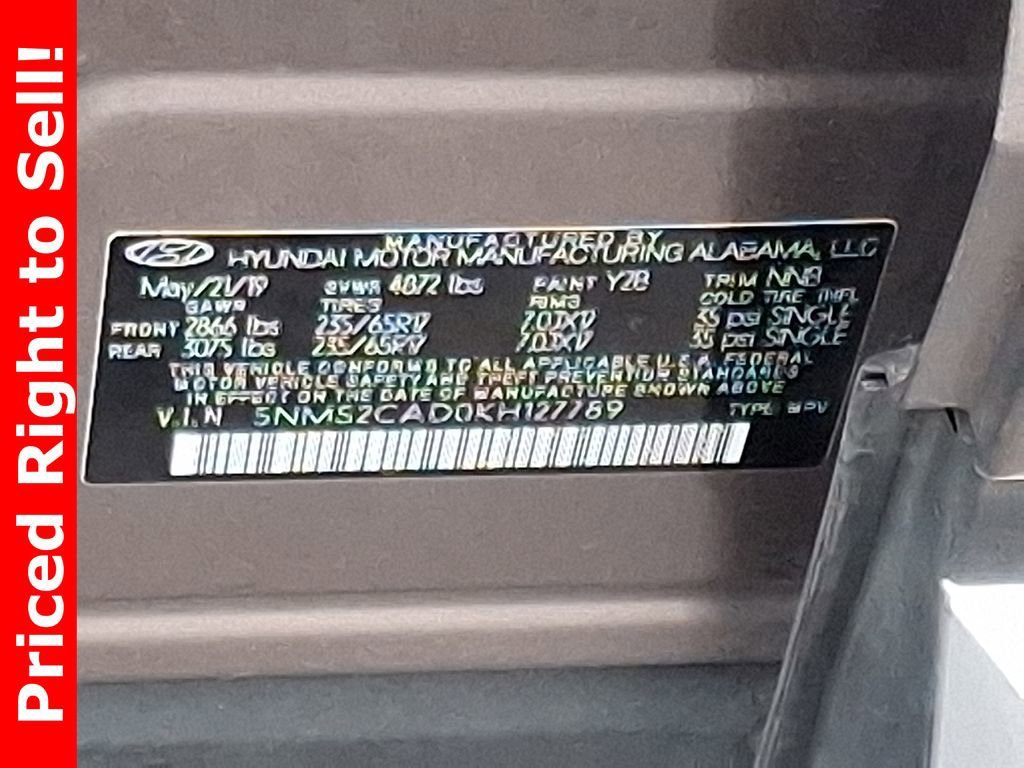 Priced Right to Sell!
MANUFACTURED BY
HYUNDAI MOTOR MANUFACTURING ALABAMA, LLC
May/21/19 GVWR 4872 lbs PAINT Y2B TRIM NNB
GAWR TIRES RIMS COLD TIRE INFL
FRONT 2866 lbs 235/65R17 7.0JX17 35 psi SINGLE
REAR 3075 lbs 235/65R17 7.0JX17 35 psi SINGLE
THIS VEHICLE CONFORMS TO ALL APPLICABLE U.S.A. FEDERAL
MOTOR VEHICLE SAFETY AND THEFT PREVENTION STANDARDS
IN EFFECT ON THE DATE OF MANUFACTURE SHOWN ABOVE
V.I.N 5NMS2CAD0KH127789 TYPE MPV